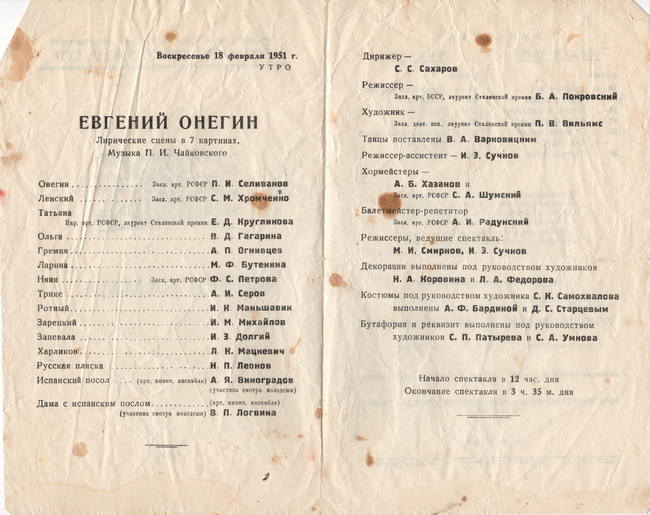 Воскресенье 18 февраля 1951 г.
УТРО
ЕВГЕНИЙ ОНЕГИН
Лирические сцены в 7 картинах.
Музыка П. И. Чайковского
Онегин Засл. арт. РСФСР П. И. Селиванов
Ленский Засл. арт. РСФСР С. М. Хромченко
Татьяна
Нар. арт. РСФСР, лауреат Сталинской премии Е. Д. Кругликова
Ольга В. Д. Гагарина
Гремин А. П. Огнивцев
Ларина М. Ф. Бутенина
Няня Засл. арт. РСФСР Ф. С. Петрова
Трике А. И. Серов
Ротный И. И. Маньшавин
Зарецкий И. М. Михайлов
Запевала И. З. Долгий
Харликов Л. К. Мацкевич
Русская пляска Н. П. Леонов
Испанский посол (арт. миманс. ансамбля) А. Я. Виноградов
(участник смотра молодежи)
Дама с испанским послом (арт. миманс. ансамбля)
(участник смотра молодежи) В. П. Логвина
Дирижер —
С. С. Сахаров
Режиссер —
Засл. арт. БССР, лауреат Сталинской премии Б. А. Покровский
Художник —
Засл. деят. иск. лауреат Сталинской премии П. В. Вильямс
Танцы поставлены В. А. Варковицким
Режиссер-ассистент — И. Э. Сучков
Хормейстеры —
А. Б. Хазанов и
Засл. арт. РСФСР С. А. Шумский
Балетмейстер-репетитор
Засл. арт. РСФСР А. И. Радунский
Режиссеры, ведущие спектакль:
М. И. Смирнов, И. Э. Сучков
Декорации выполнены под руководством художников
Н. А. Коровина и Л. А. Федорова
Костюмы под руководством художника С. К. Самохвалова
выполнены А. Ф. Бардиной и Д. С. Старцевым
Бутафория и реквизит выполнены под руководством
художников С. П. Патырева и С. А. Умнова
Начало спектакля в 12 час. дня
Окончание спектакля в 3 ч. 35 м. дня